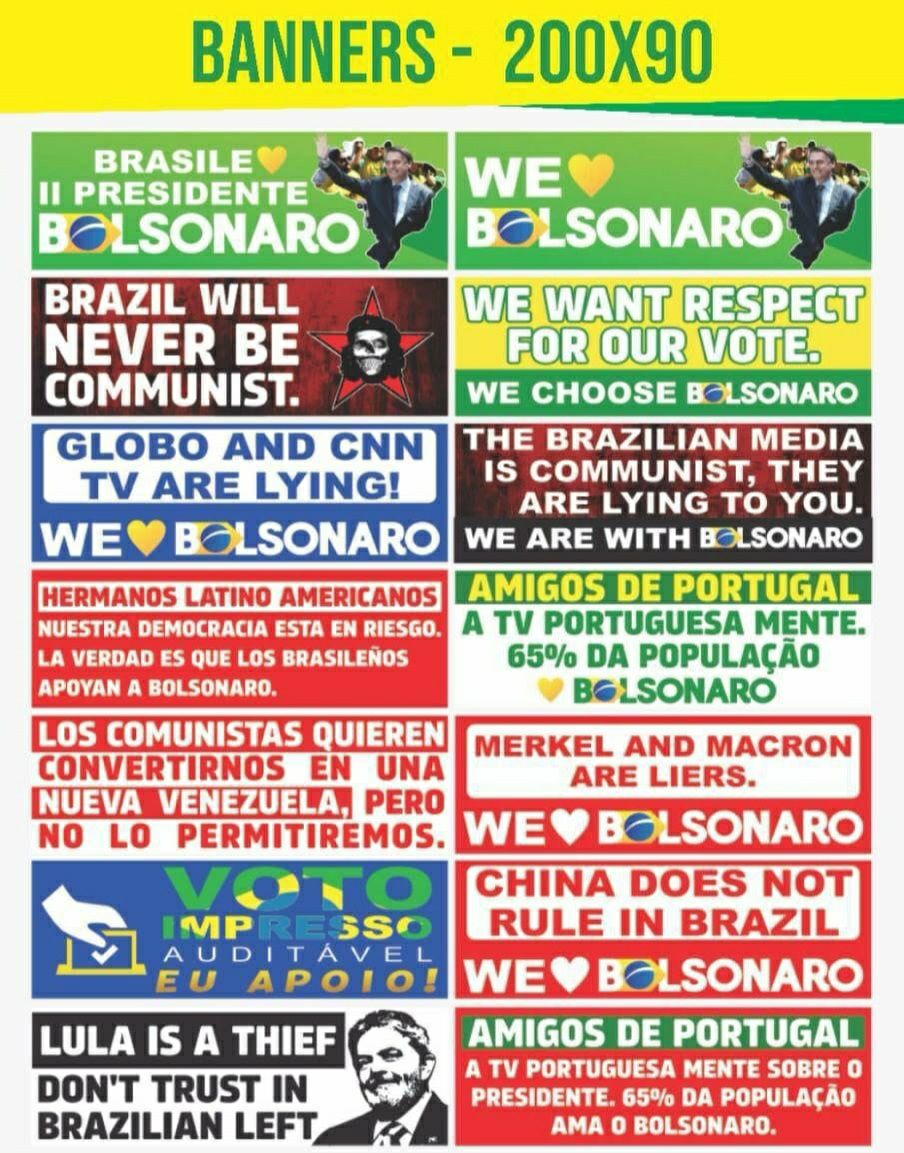 BANNERS - 200X90
BRASILE💛
II PRESIDENTE
BOLSONARO
WE💛
BOLSONARO
BRAZIL WILL
NEVER BE
COMMUNIST.
WE WANT RESPECT
FOR OUR VOTE.
WE CHOOSE BOLSONARO
GLOBO AND CNN
TV ARE LYING!
WE💛BOLSONARO
THE BRAZILIAN MEDIA
IS COMMUNIST, THEY
ARE LYING TO YOU.
WE ARE WITH BOLSONARO
HERMANOS LATINO AMERICANOS
NUESTRA DEMOCRACIA ESTA EN RIESGO.
LA VERDAD ES QUE LOS BRASILEÑOS
APOYAN A BOLSONARO.
AMIGOS DE PORTUGAL
A TV PORTUGUESA MENTE.
65% DA POPULAÇÃO
💛 BOLSONARO
LOS COMUNISTAS QUIEREN
CONVERTIRNOS EN UNA
NUEVA VENEZUELA, PERO
NO LO PERMITIREMOS.
MERKEL AND MACRON
ARE LIERS.
WE🤍BOLSONARO
VOTO
IMPRESSO
AUDITÁVEL
EU APOIO!
CHINA DOES NOT
RULE IN BRAZIL
WE🤍BOLSONARO
LULA IS A THIEF
DON'T TRUST IN
BRAZILIAN LEFT
AMIGOS DE PORTUGAL
A TV PORTUGUESA MENTE SOBRE O
PRESIDENTE. 65% DA POPULAÇÃO
AMA O BOLSONARO.